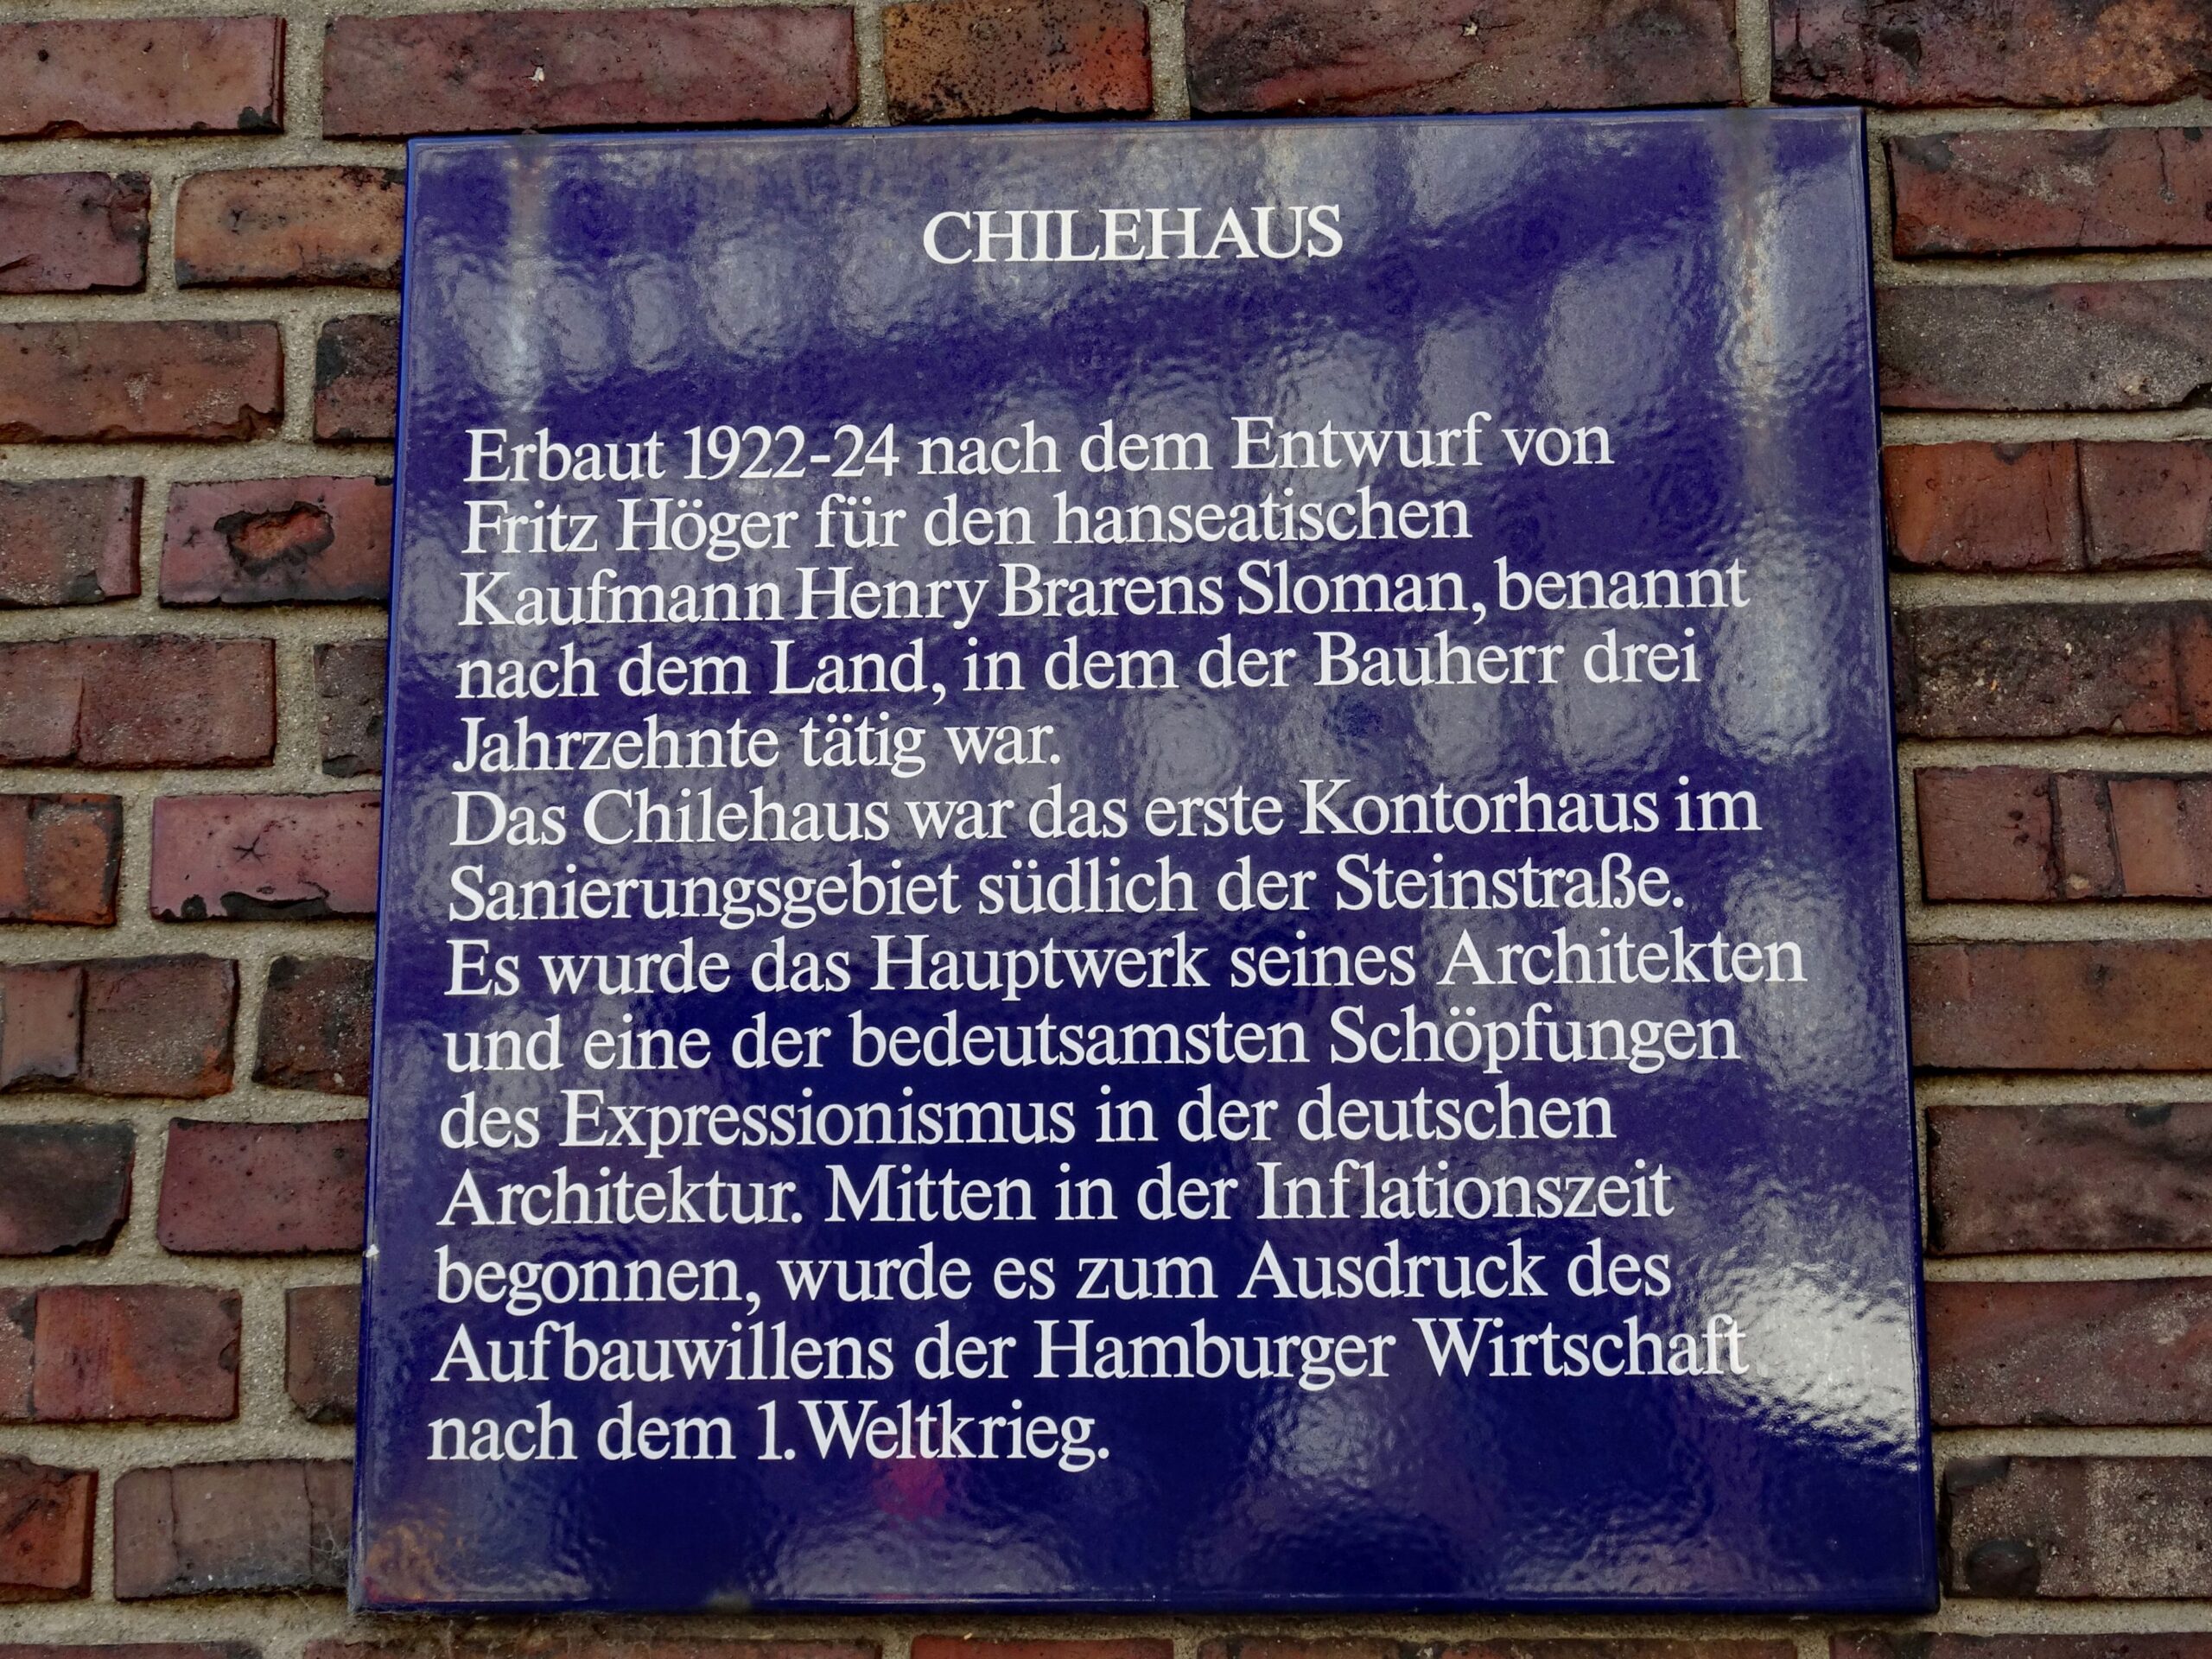 CHILEHAUS
Erbaut 1922-24 nach dem Entwurf von
Fritz Höger für den hanseatischen
Kaufmann Henry Brarens Sloman, benannt
nach dem Land, in dem der Bauherr drei
Jahrzehnte tätig war.
Das Chilehaus war das erste Kontorhaus im
Sanierungsgebiet südlich der Steinstraße.
Es wurde das Hauptwerk seines Architekten
und eine der bedeutsamsten Schöpfungen
des Expressionismus in der deutschen
Architektur. Mitten in der Inflationszeit
begonnen, wurde es zum Ausdruck des
Aufbauwillens der Hamburger Wirtschaft
nach dem 1. Weltkrieg.